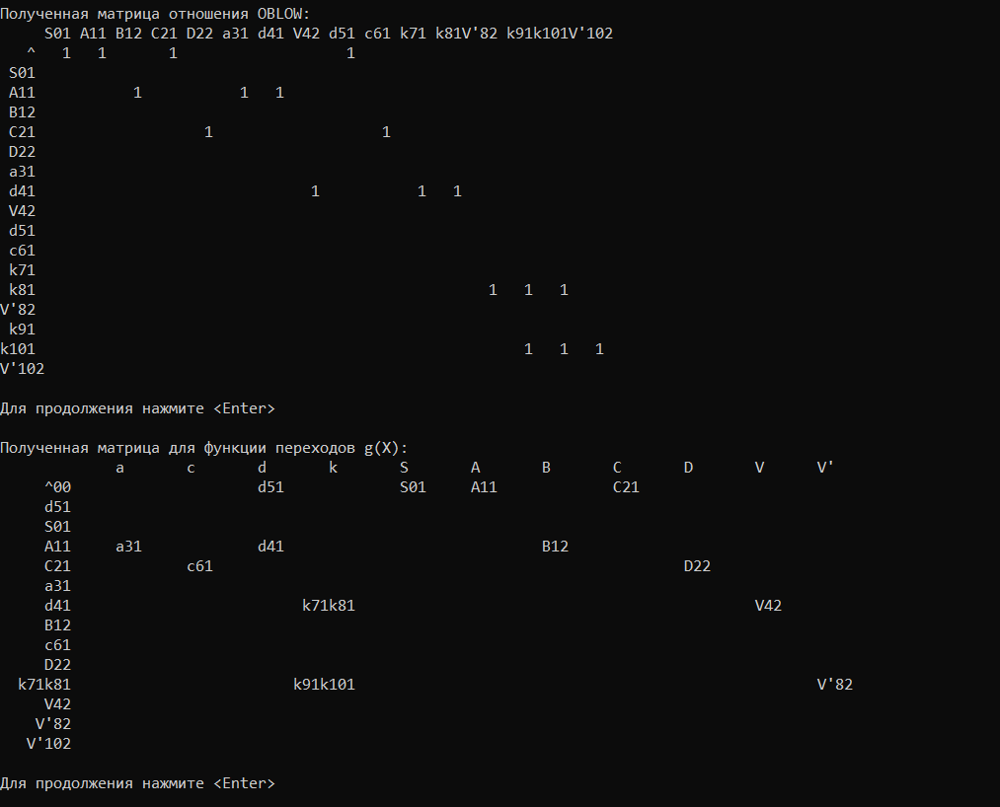 Полученная матрица отношения OBLOW:
     S01 A11 B12 C21 D22 a31 d41 V42 d51 c61 k71 k81V'82 k91k101V'102
   ^   1   1       1                   1
 S01
 A11           1           1   1
 B12
 C21                   1                   1
 D22
 a31
 d41                               1           1   1
 V42
 d51
 c61
 k71
 k81                                                   1   1   1
V'82
 k91
k101                                                       1   1   1
V'102
Для продолжения нажмите <Enter>
Полученная матрица для функции переходов g(X):
             a       c       d       k       S       A       B       C       D       V      V'
     ^00                     d51             S01     A11             C21
     d51
     S01
     A11     a31             d41                             B12
     C21             c61                                                     D22
     a31
     d41                          k71k81                                             V42
     B12
     c61
     D22
  k71k81                         k91k101                                                    V'82
     V42
    V'82
   V'102
Для продолжения нажмите <Enter>